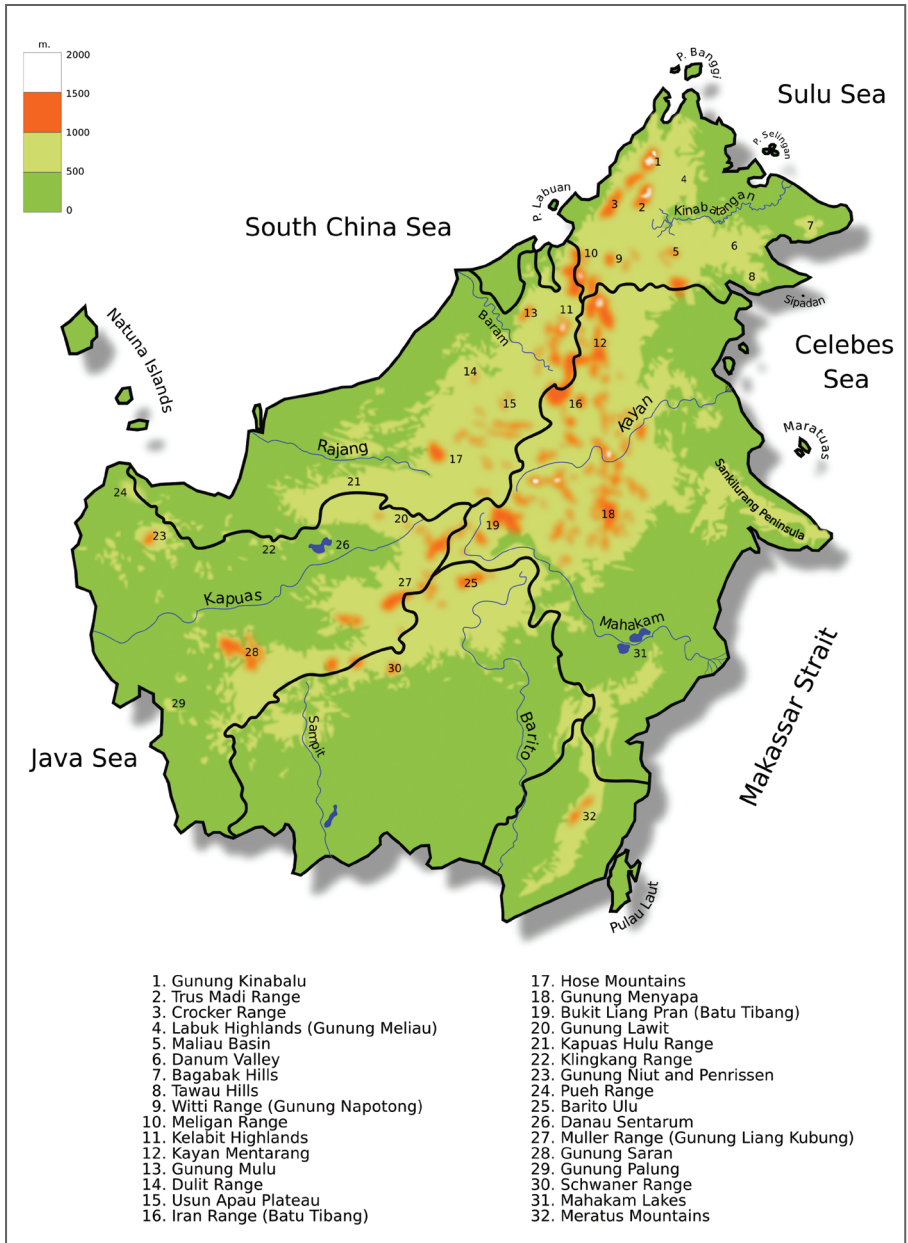 m.
2000
1500
1000
500
0
P. Banggi
Sulu Sea
P. Selingan
P. Labuan
South China Sea
Kinabatangan
1
4
3
2
7
10
9
5
6
8
Sipadan
Natuna Islands
Baram
13
11
12
Celebes
Sea
14
15
16
Kayan
Maratuas
Rajang
17
Sankilurang Peninsula
21
24
20
19
18
23
22
26
27
25
Kapuas
Mahakam
31
28
30
29
Sampit
Barito
Java Sea
Makassar Strait
32
Pulau Laut
1. Gunung Kinabalu
2. Trus Madi Range
3. Crocker Range
4. Labuk Highlands (Gunung Meliau)
5. Maliau Basin
6. Danum Valley
7. Bagabak Hills
8. Tawau Hills
9. Witti Range (Gunung Napotong)
10. Meligan Range
11. Kelabit Highlands
12. Kayan Mentarang
13. Gunung Mulu
14. Dulit Range
15. Usun Apau Plateau
16. Iran Range (Batu Tibang)
17. Hose Mountains
18. Gunung Menyapa
19. Bukit Liang Pran (Batu Tibang)
20. Gunung Lawit
21. Kapuas Hulu Range
22. Klingkang Range
23. Gunung Niut and Penrissen
24. Pueh Range
25. Barito Ulu
26. Danau Sentarum
27. Muller Range (Gunung Liang Kubung)
28. Gunung Saran
29. Gunung Palung
30. Schwaner Range
31. Mahakam Lakes
32. Meratus Mountains